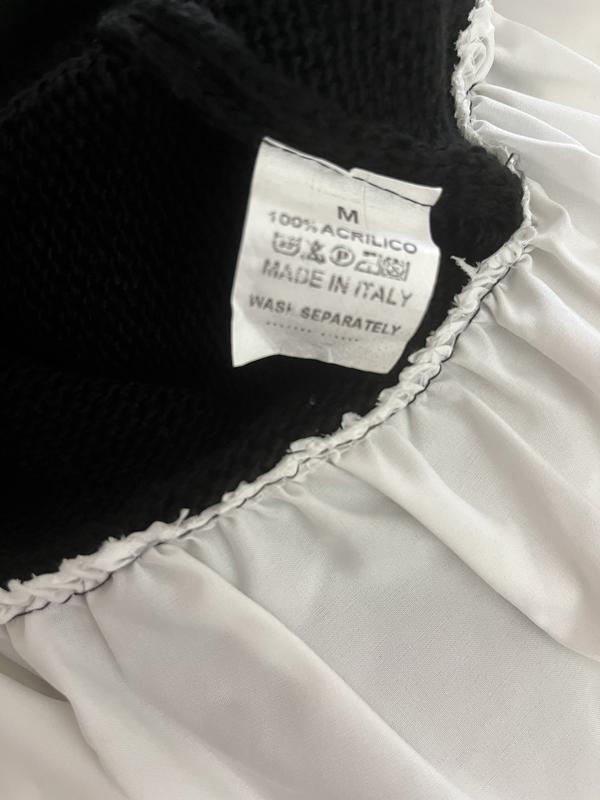 M
100% ACRILICO
P
MADE IN ITALY
WASH SEPARATELY